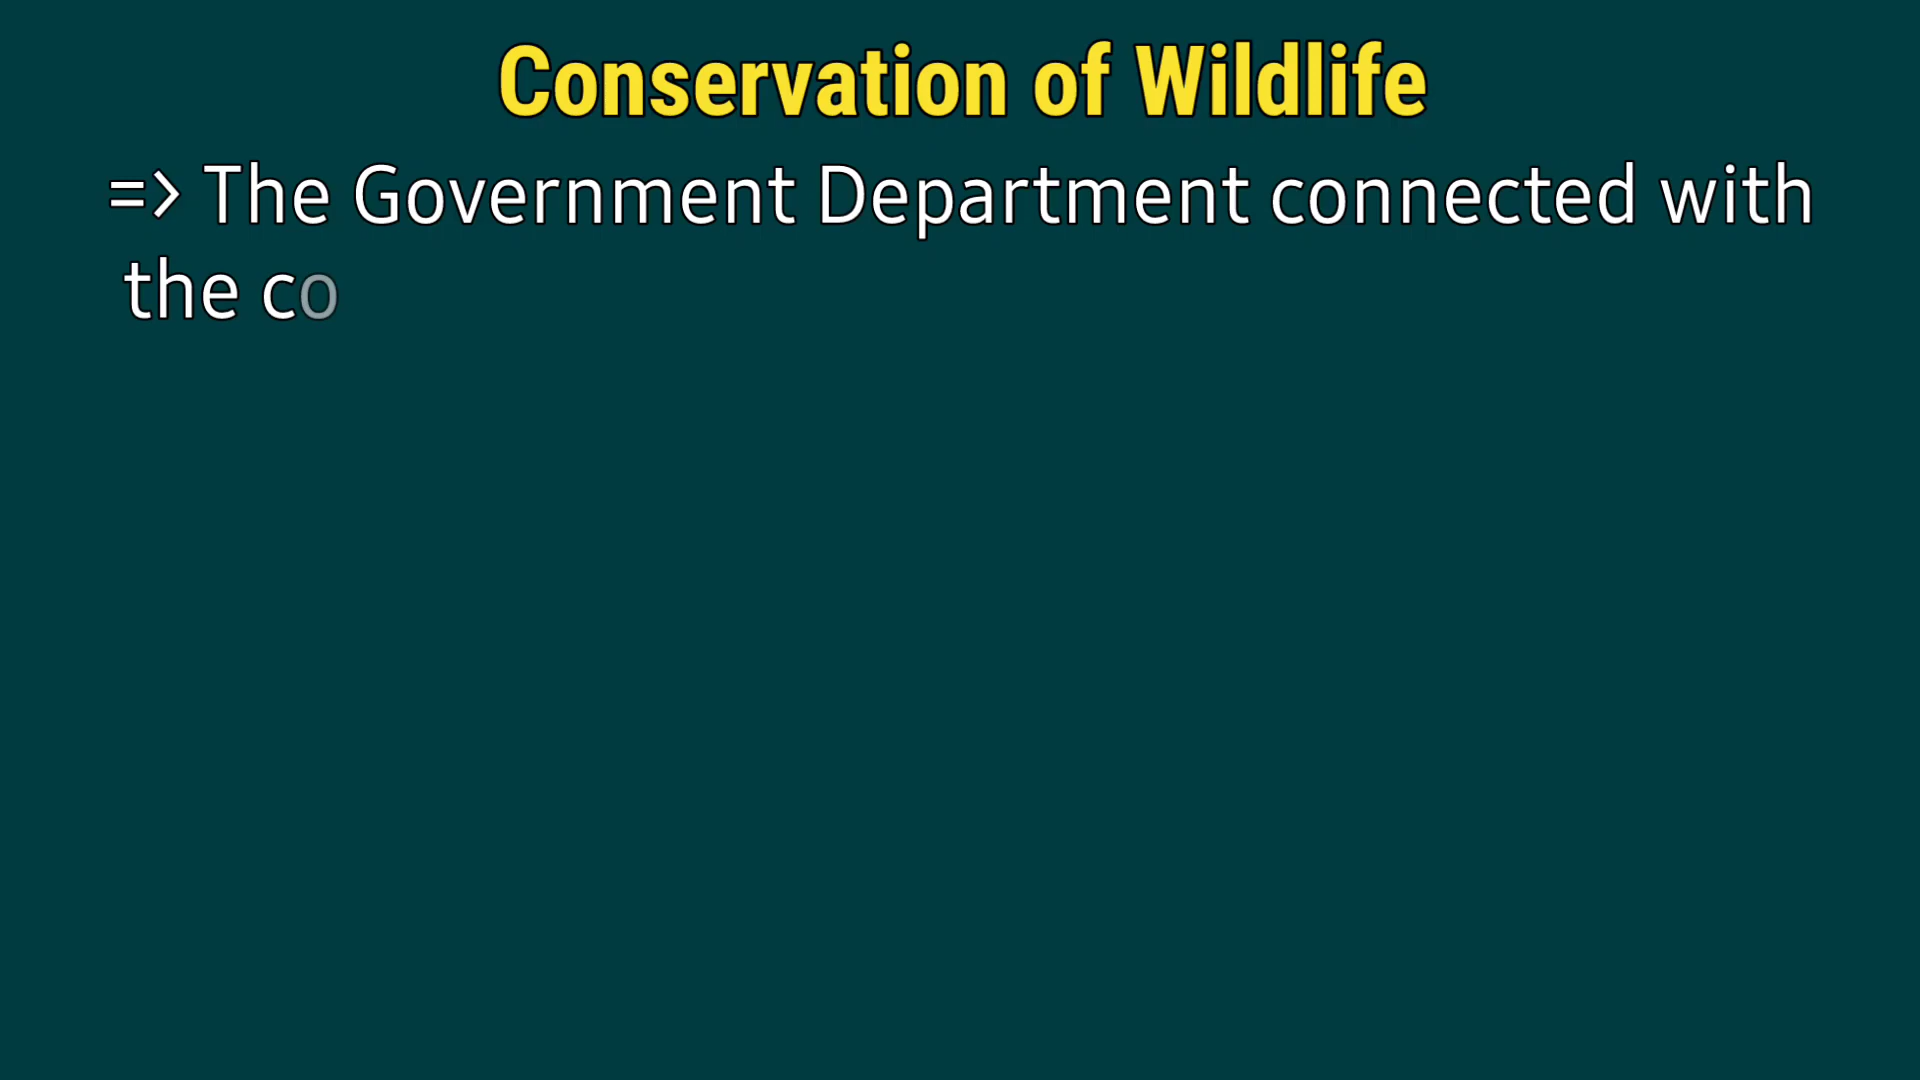 Conservation of Wildlife
=> The Government Department connected with
the co